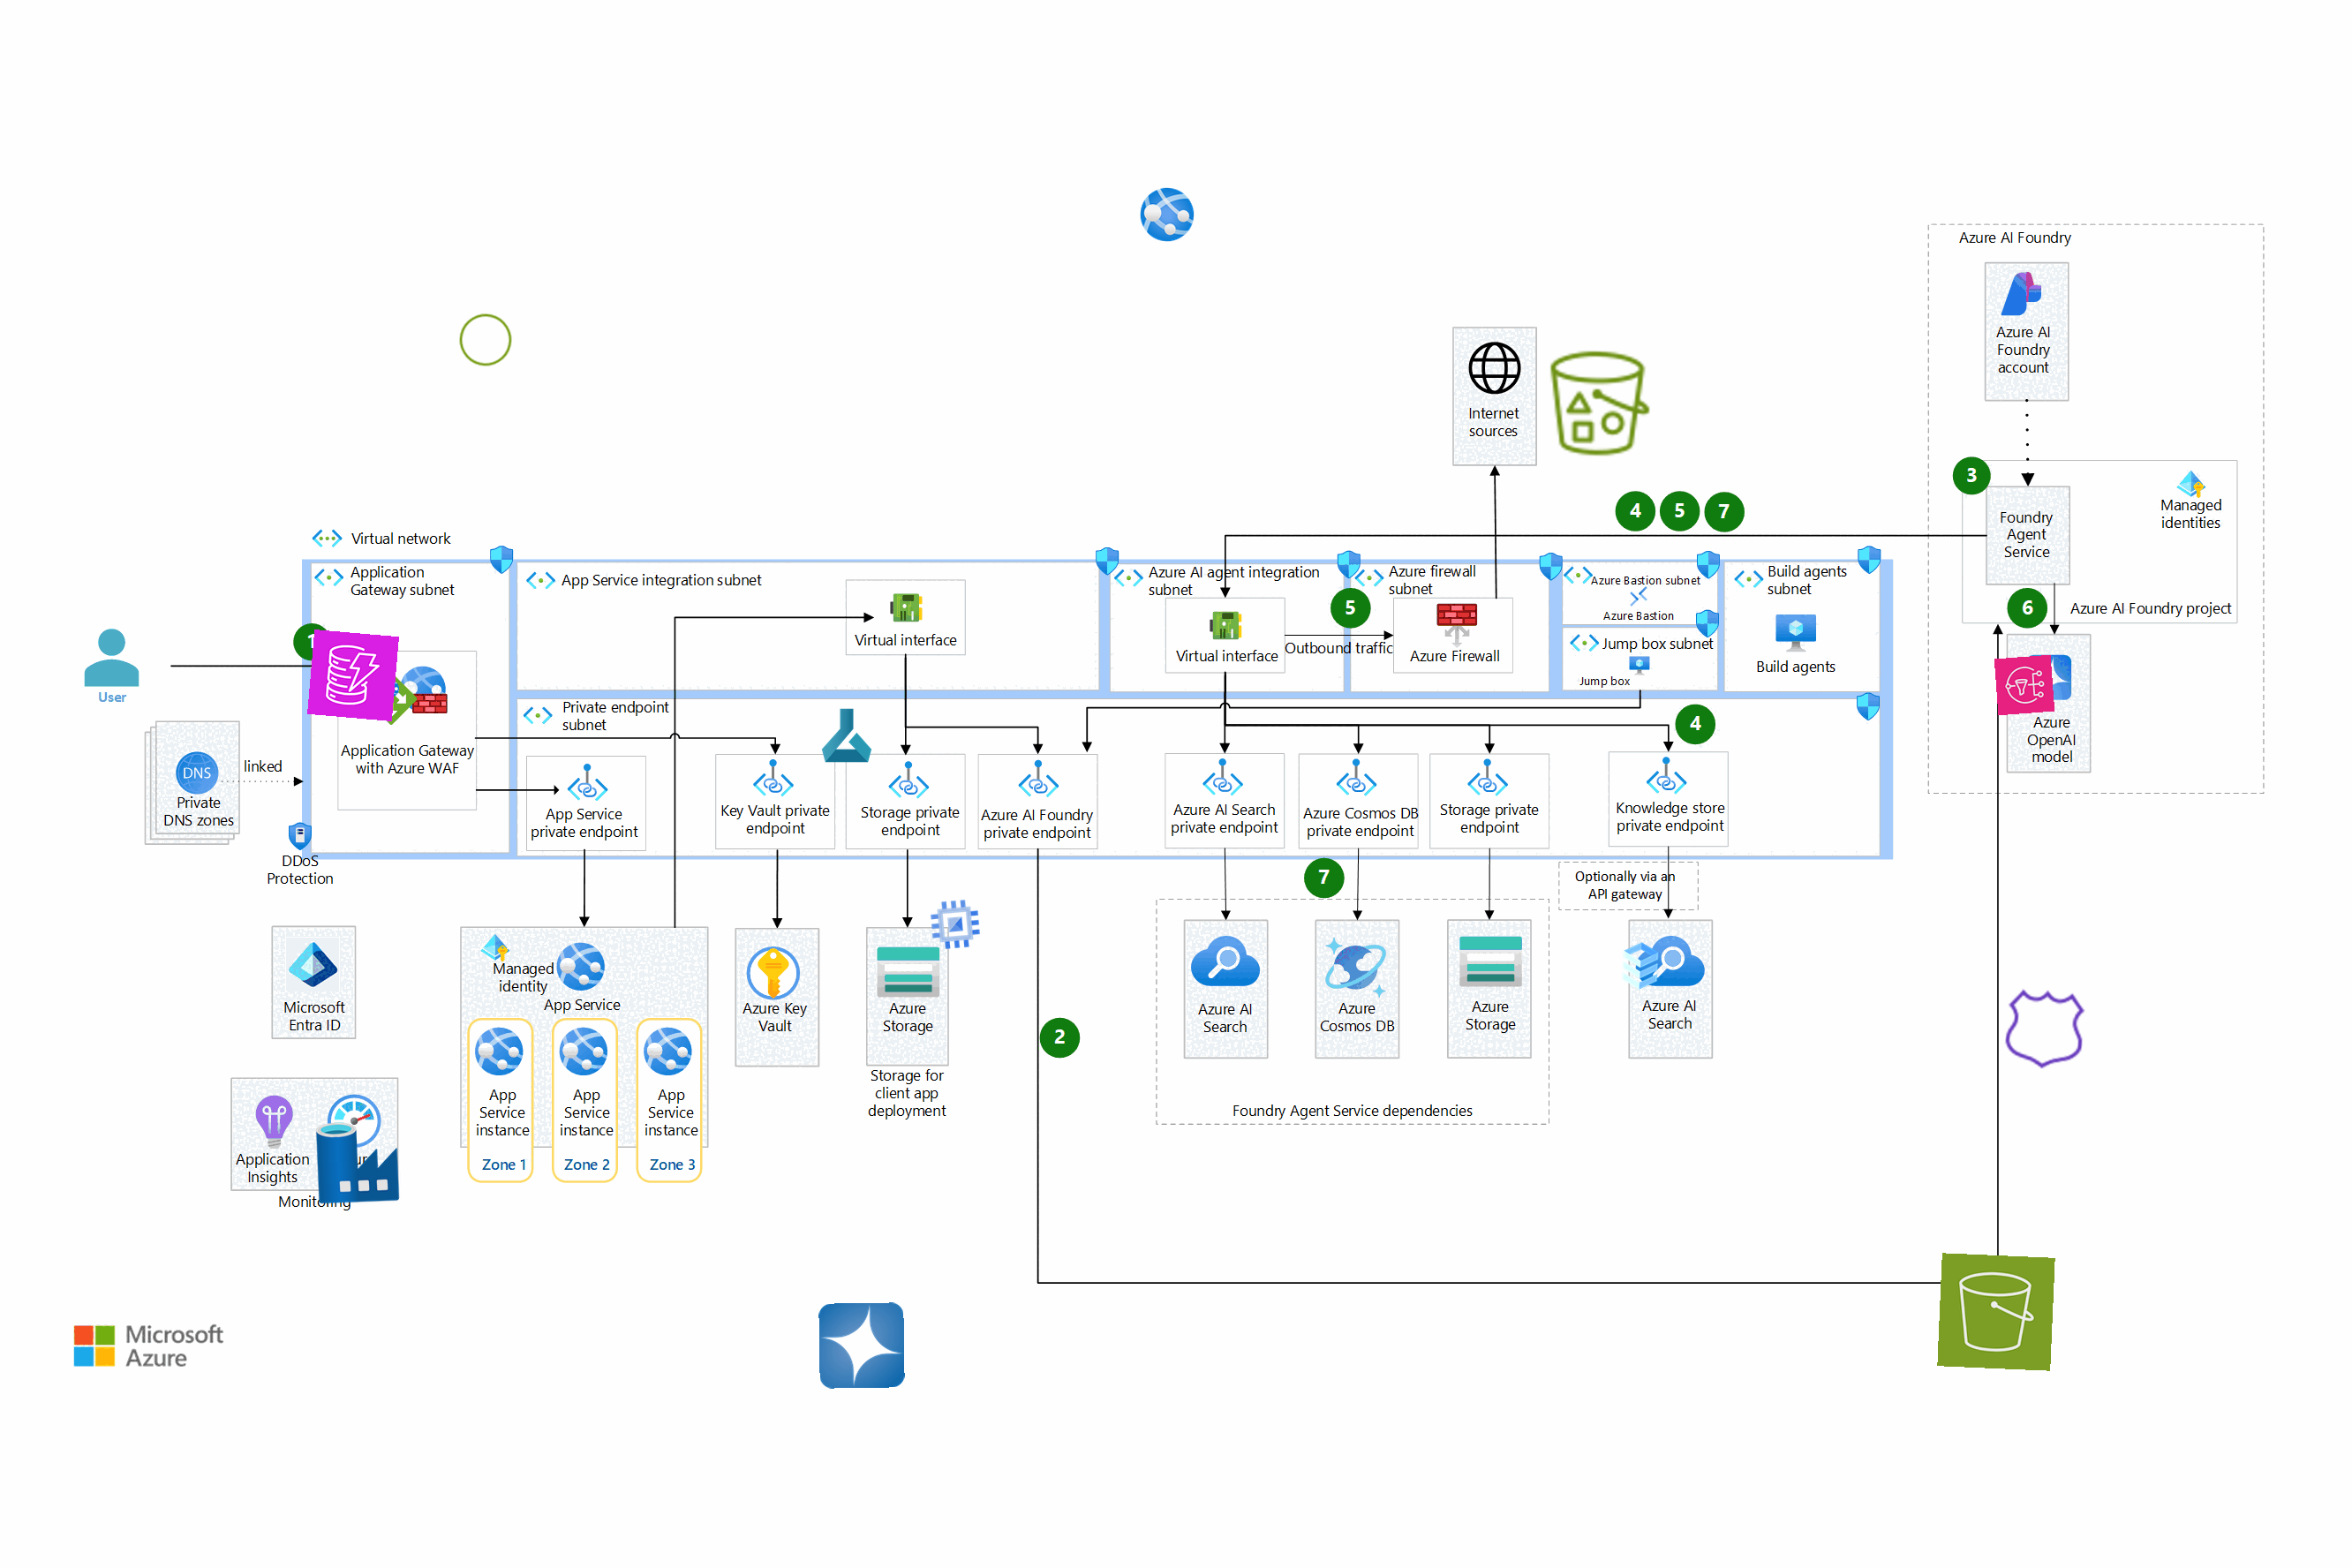 Azure AI Foundry
Azure AI
Foundry
account
Internet
sources
3
Managed
identities
4
5
7
Foundry
Agent
Service
Virtual network
Application
Gateway subnet
App Service integration subnet
Azure AI agent integration
subnet
Azure firewall
subnet
Azure Bastion subnet
Azure Bastion
Build agents
subnet
5
6
Azure AI Foundry project
Virtual interface
Virtual interface
Outbound traffic
Azure Firewall
Jump box subnet
Jump box
Build agents
User
Private endpoint
subnet
4
Azure
OpenAI
model
Application Gateway
with Azure WAF
linked
DNS
Private
DNS zones
App Service
private endpoint
Key Vault private
endpoint
Storage private
endpoint
Azure AI Foundry
private endpoint
Azure AI Search
private endpoint
Azure Cosmos DB
private endpoint
Storage private
endpoint
Knowledge store
private endpoint
DDoS
Protection
7
Optionally via an
API gateway
Microsoft
Entra ID
Managed
identity
App Service
Azure Key
Vault
Azure
Storage
Storage for
client app
deployment
2
Azure AI
Search
Azure
Cosmos DB
Azure
Storage
Azure AI
Search
Foundry Agent Service dependencies
App
Service
instance
Zone 1
App
Service
instance
Zone 2
App
Service
instance
Zone 3
Application
Insights
Monitoring
Microsoft
Azure